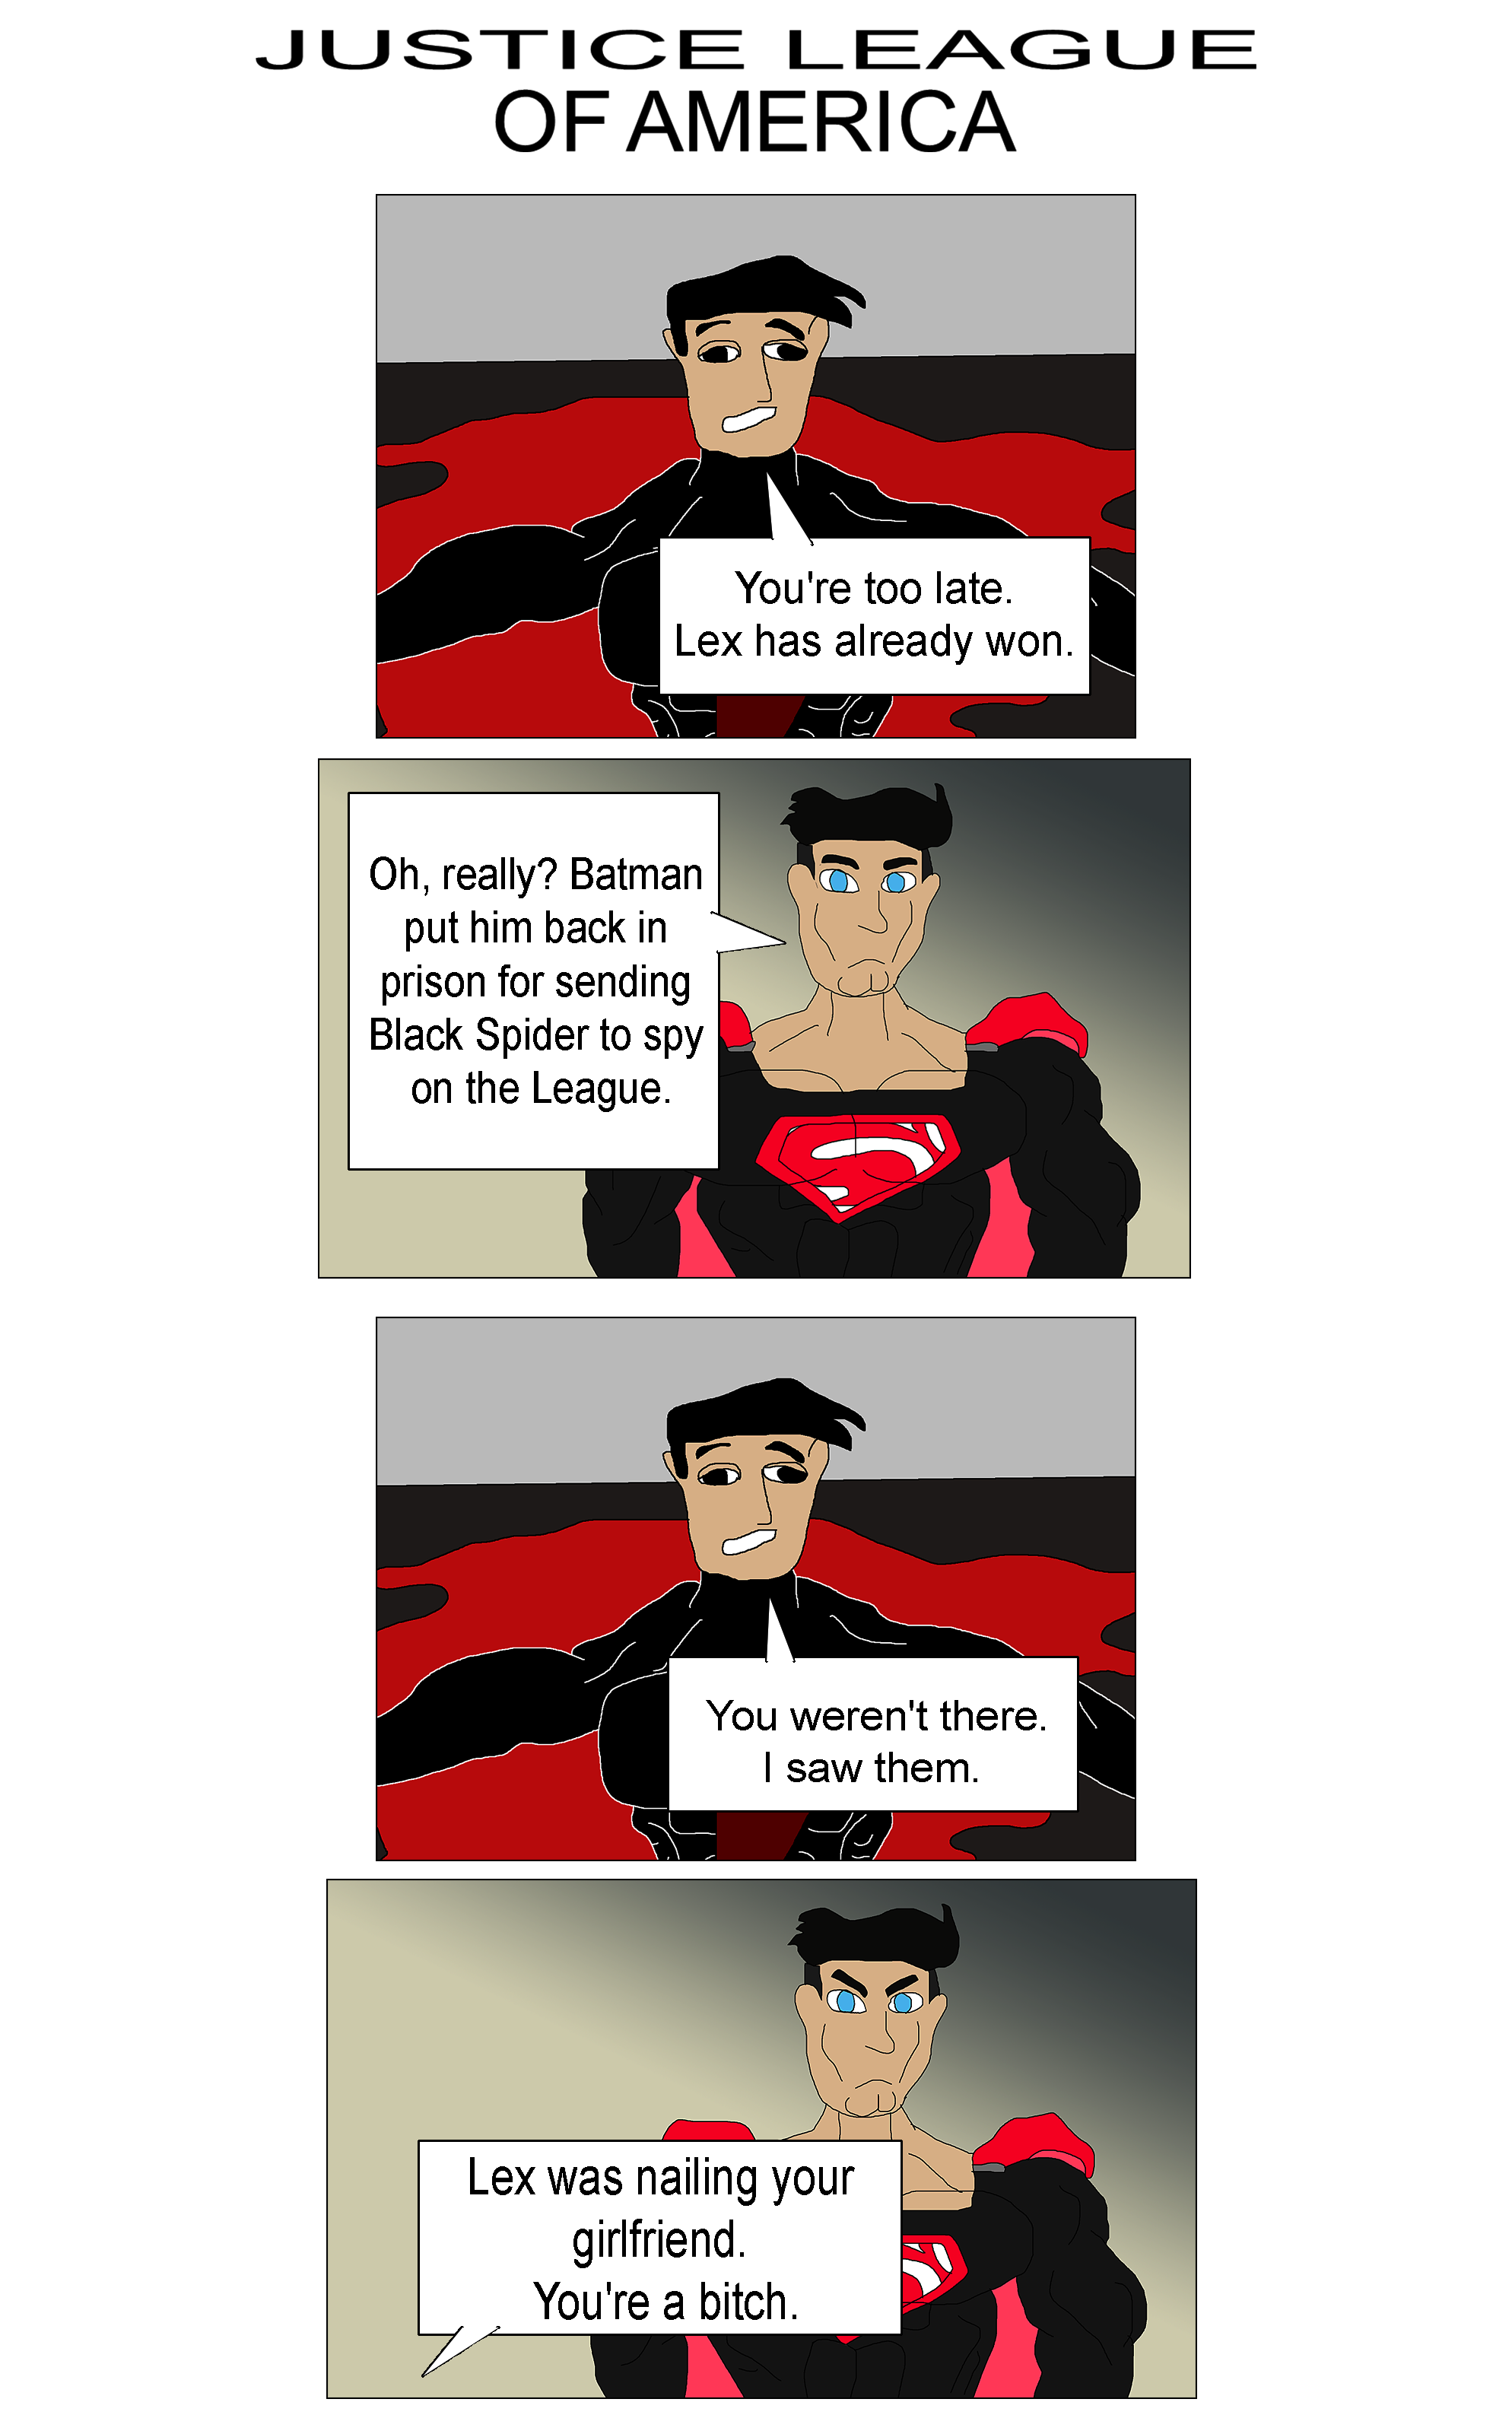 JUSTICE LEAGUE
OF AMERICA
You're too late.
Lex has already won.
Oh, really? Batman
put him back in
prison for sending
Black Spider to spy
on the League.
You weren't there.
I saw them.
Lex was nailing your
girlfriend.
You're a bitch.